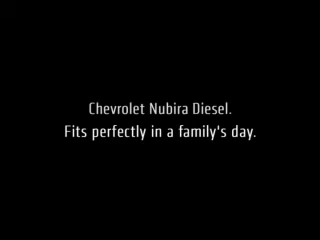 Chevrolet Nubira Diesel.
Fits perfectly in a family's day.